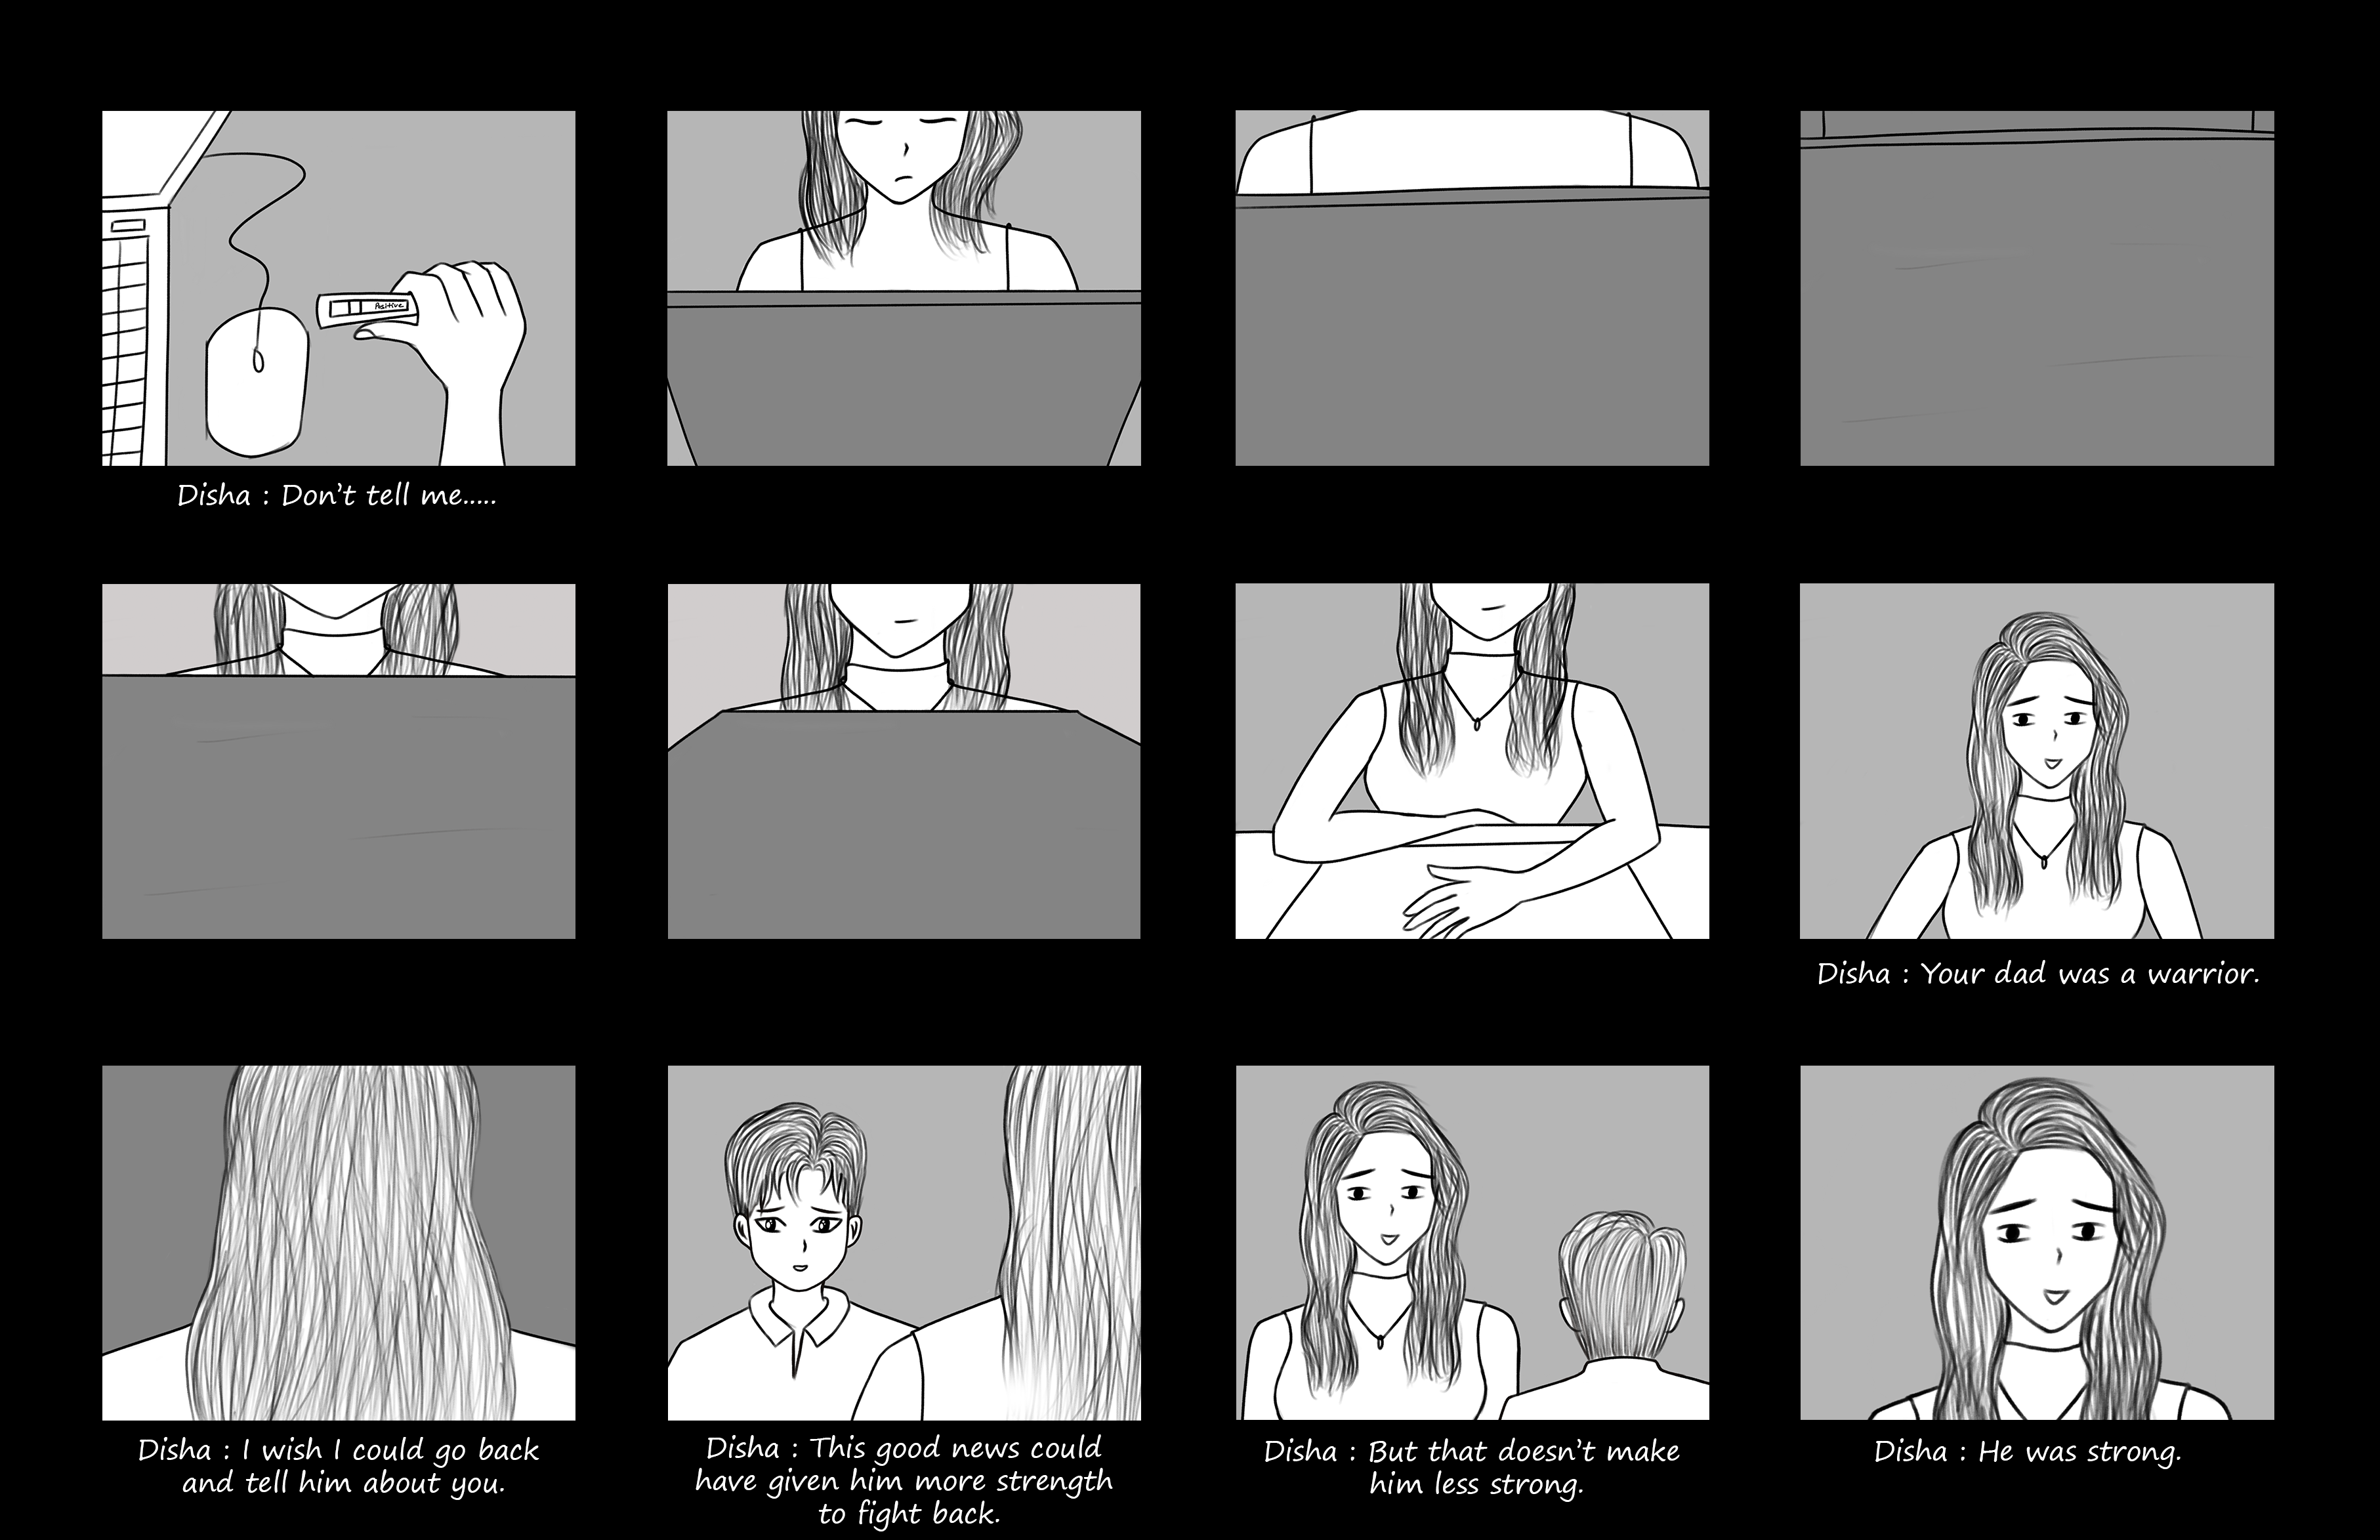 Positive
Disha : Don't tell me.....
Disha : Your dad was a warrior.
Disha : I wish I could go back
and tell him about you.
Disha : This good news could
have given him more strength
to fight back.
Disha : But that doesn't make
him less strong.
Disha : He was strong.